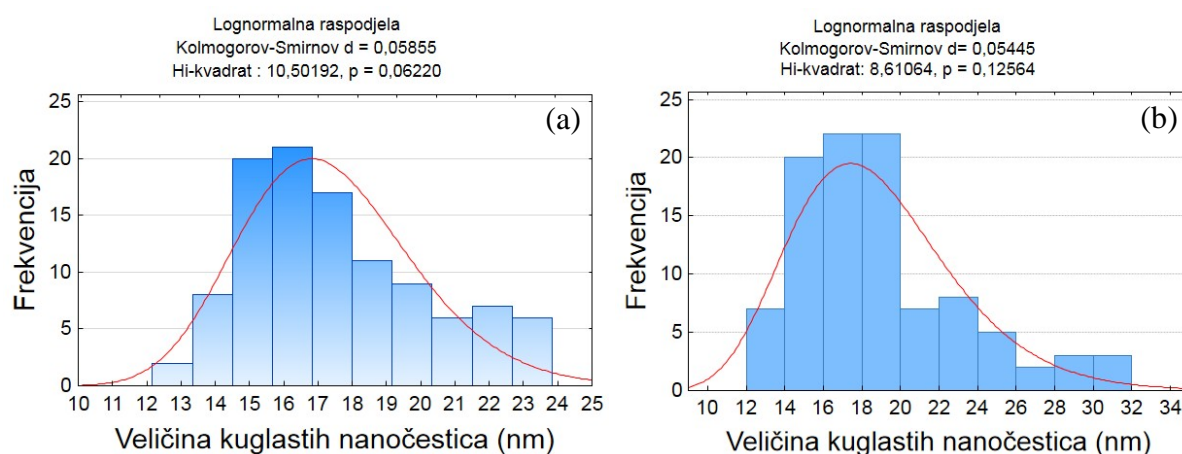 Lognormalna raspodjela
Kolmogorov-Smirnov d = 0,05855
Hi-kvadrat : 10,50192, p = 0,06220
(a)
25
20
15
10
5
0
Frekvencija
10 11 12 13 14 15 16 17 18 19 20 21 22 23 24 25
Veličina kuglastih nanočestica (nm)
Lognormalna raspodjela
Kolmogorov-Smirnov d= 0,05445
Hi-kvadrat: 8,61064, p = 0,12564
(b)
25
20
15
10
5
0
Frekvencija
10 12 14 16 18 20 22 24 26 28 30 32 34
Veličina kuglastih nanočestica (nm)